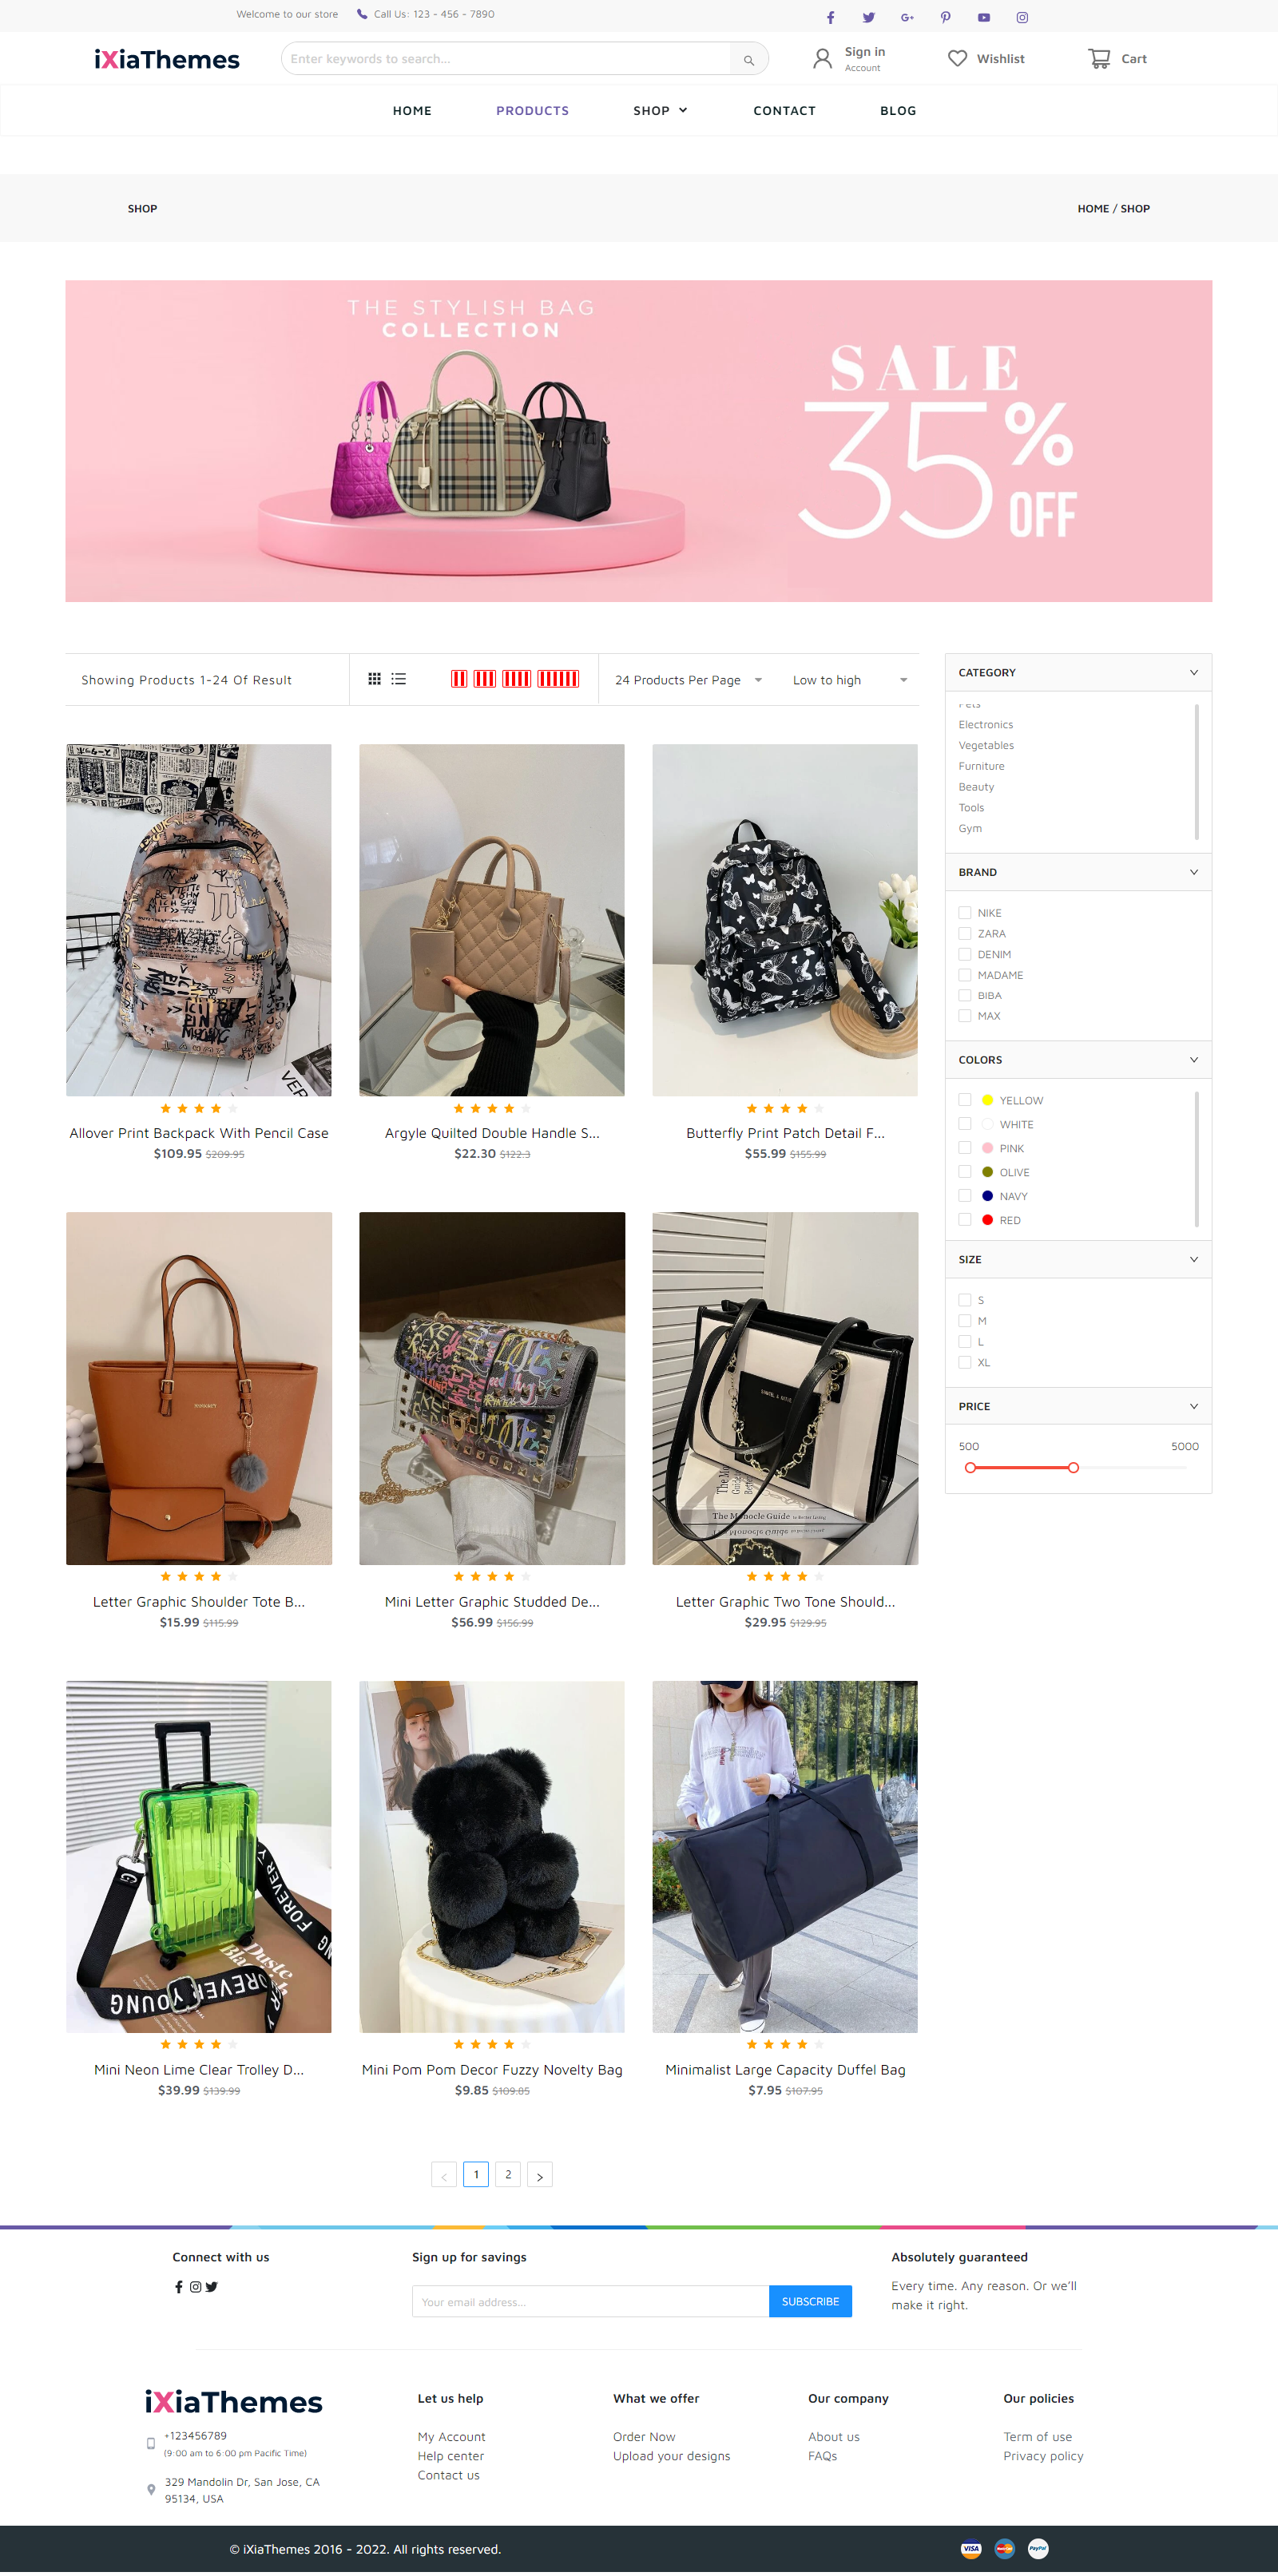 Welcome to our store
Call Us: 123 - 456 - 7890
iXiaThemes
Enter keywords to search...
Sign in
Account
Wishlist
Cart
HOME
PRODUCTS
SHOP
CONTACT
BLOG
SHOP
HOME / SHOP
THE STYLISH BAG
COLLECTION
SALE
35%
OFF
Showing Products 1-24 Of Result
24 Products Per Page
Low to high
CATEGORY
Pets
Electronics
Vegetables
Furniture
Beauty
Tools
Gym
BRAND
NIKE
ZARA
DENIM
MADAME
BIBA
MAX
COLORS
YELLOW
WHITE
PINK
OLIVE
NAVY
RED
SIZE
S
M
L
XL
PRICE
500
5000
Allover Print Backpack With Pencil Case
$109.95 $209.95
Argyle Quilted Double Handle S...
$22.30 $122.3
Butterfly Print Patch Detail F...
$55.99 $155.99
The Monocle Guide
Letter Graphic Shoulder Tote B...
$15.99 $115.99
Mini Letter Graphic Studded De...
$56.99 $156.99
Letter Graphic Two Tone Should...
$29.95 $129.95
FOREVER Y
FOREVER YOUNG
Mini Neon Lime Clear Trolley D...
$39.99 $139.99
Mini Pom Pom Decor Fuzzy Novelty Bag
$9.85 $109.85
Minimalist Large Capacity Duffel Bag
$7.95 $107.95
<
1
2
>
Connect with us
Sign up for savings
Your email address...
SUBSCRIBE
Absolutely guaranteed
Every time. Any reason. Or we'll
make it right.
iXiaThemes
+123456789
(9:00 am to 6:00 pm Pacific Time)
329 Mandolin Dr, San Jose, CA
95134, USA
Let us help
My Account
Help center
Contact us
What we offer
Order Now
Upload your designs
Our company
About us
FAQs
Our policies
Term of use
Privacy policy
© iXiaThemes 2016 - 2022. All rights reserved.
VISA
PayPal